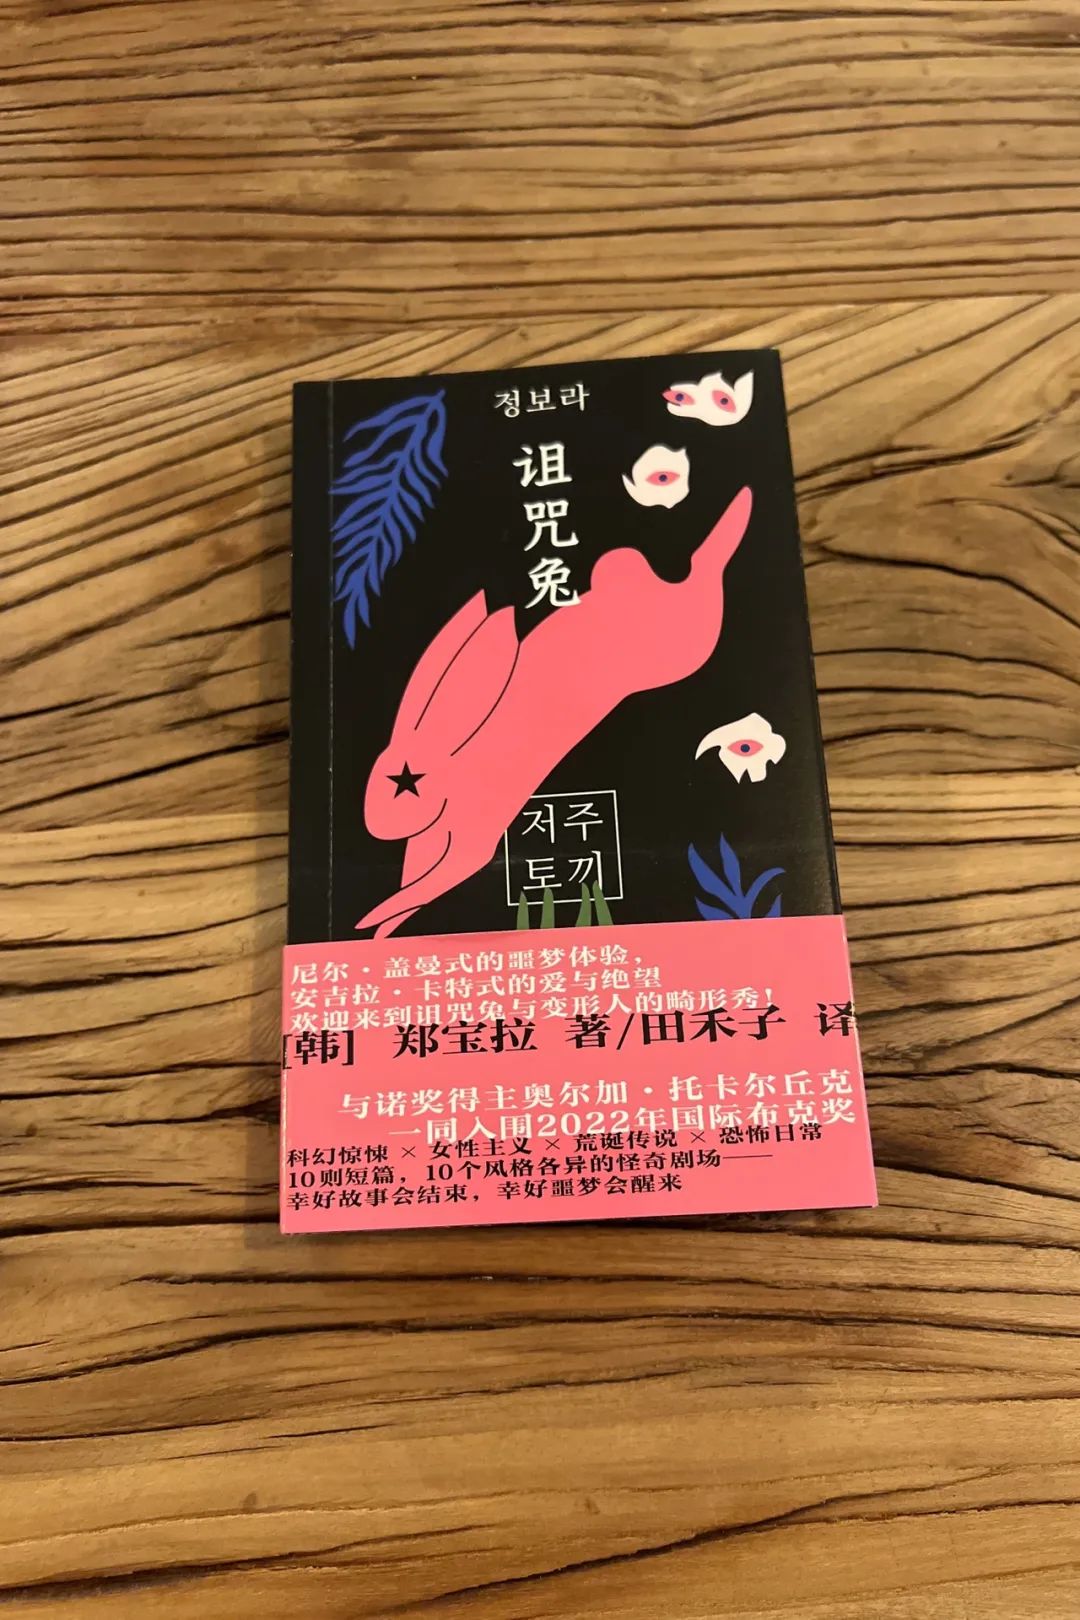 정보라
诅咒兔
저주
토끼
尼尔·盖曼式的噩梦体验，
安吉拉·卡特式的爱与绝望
欢迎来到诅咒兔与变形人的畸形秀！
[韩] 郑宝拉 著/田禾子 译
与诺奖得主奥尔加·托卡尔丘克
一同入围2022年国际布克奖
科幻惊悚 × 女性主义 × 荒诞传说 × 恐怖日常
10则短篇，10个风格各异的怪奇剧场——
幸好故事会结束，幸好噩梦会醒来